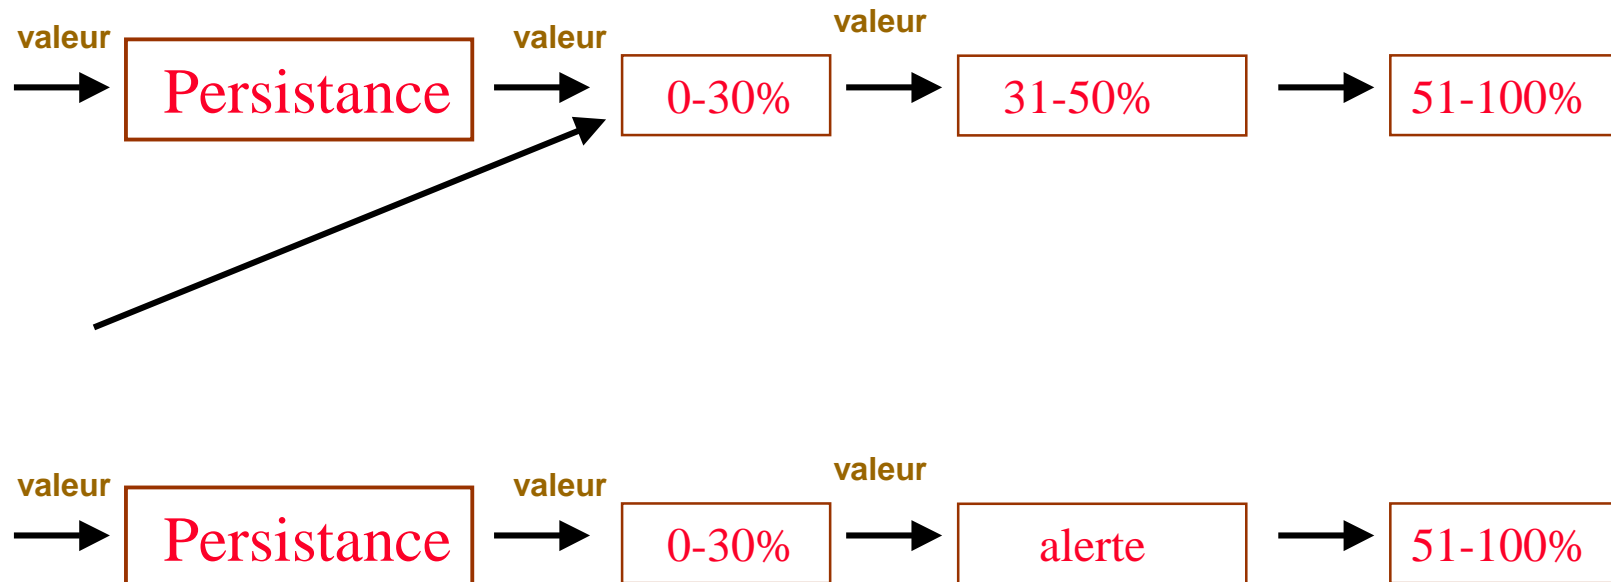 valeur valeur valeur
Persistance 0-30% 31-50% 51-100%
valeur valeur valeur
Persistance 0-30% alerte 51-100%